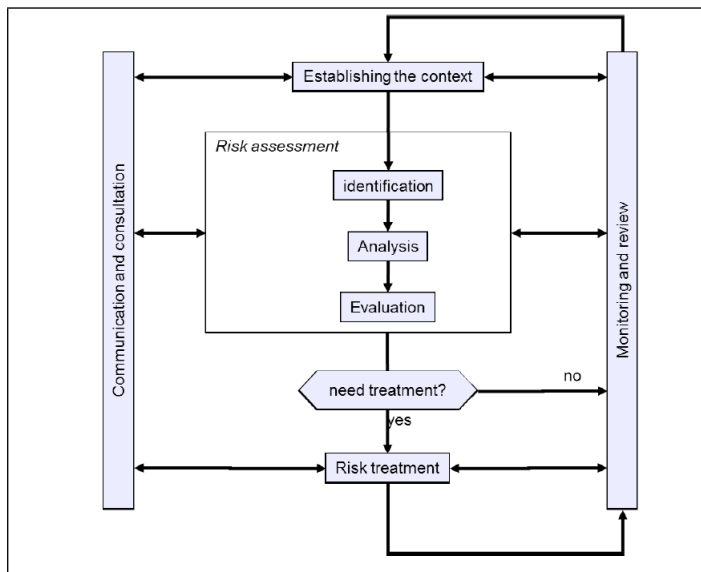 Establishing the context
Risk assessment
identification
Analysis
Evaluation
need treatment?
no
yes
Risk treatment
Communication and consultation
Monitoring and review